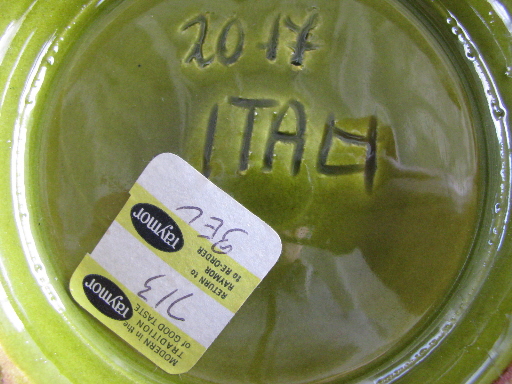 2017
ITALY
raymor
MODERN in the
TRADITION
of GOOD TASTE
713
raymor
RETURN to
RAYMOR
to RE-ORDER